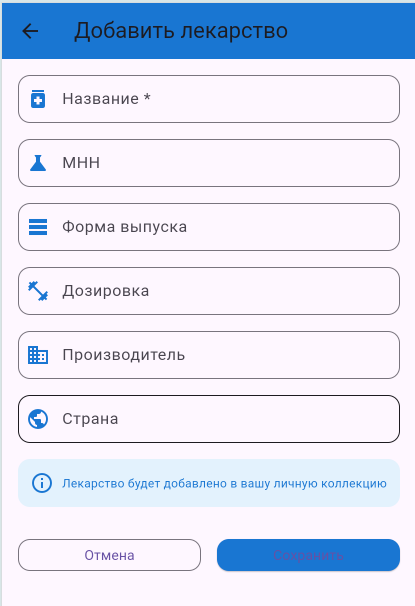 Добавить лекарство
Название *
МНН
Форма выпуска
Дозировка
Производитель
Страна
Лекарство будет добавлено в вашу личную коллекцию
Отмена
Сохранить